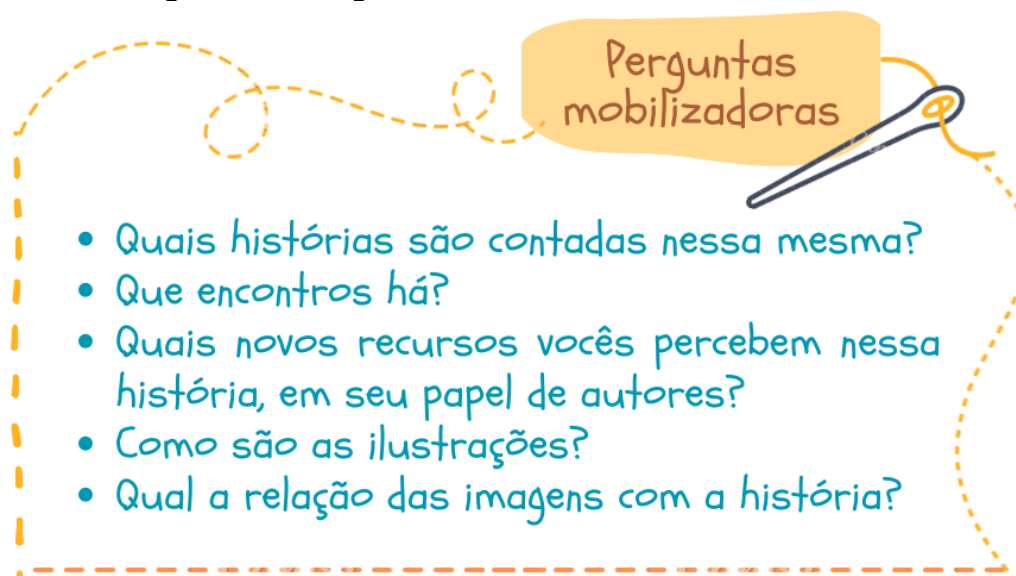 Perguntas
mobilizadoras
• Quais histórias são contadas nessa mesma?
• Que encontros há?
• Quais novos recursos vocês percebem nessa
história, em seu papel de autores?
• Como são as ilustrações?
• Qual a relação das imagens com a história?